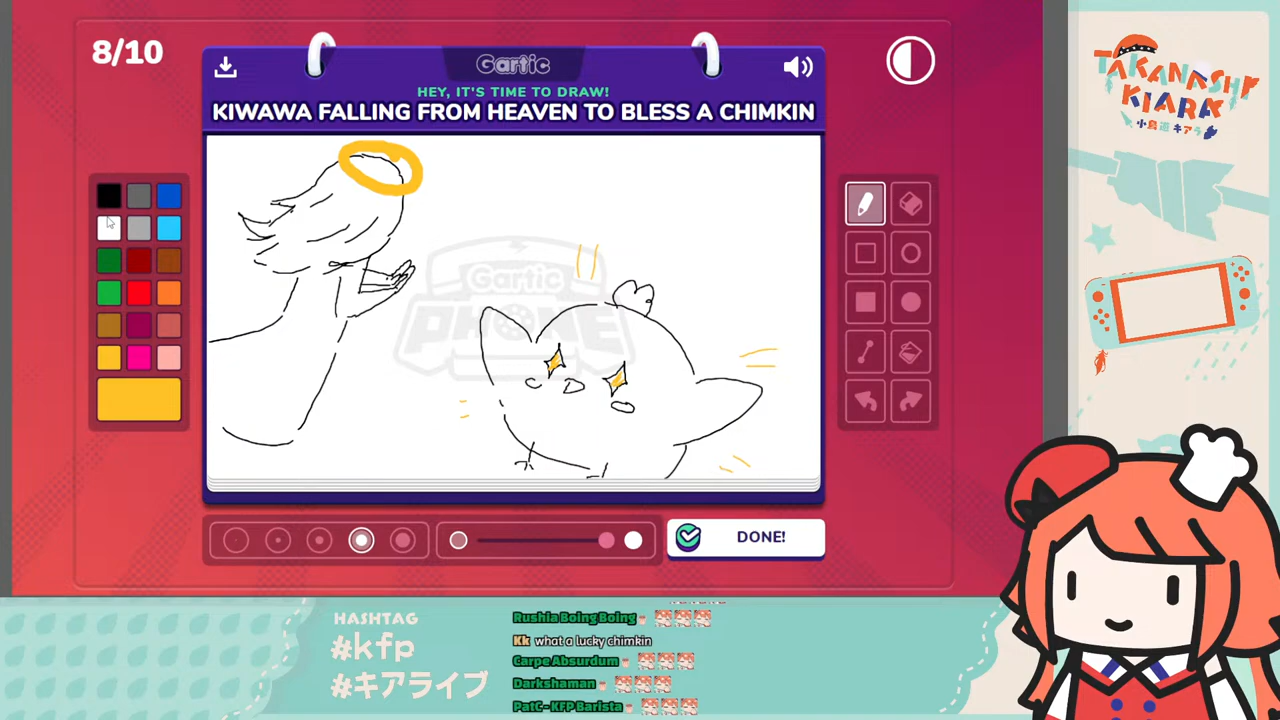 8/10
Gartic
HEY, IT'S TIME TO DRAW!
KIWAWA FALLING FROM HEAVEN TO BLESS A CHIMKIN
Gartic
PHONE
DONE!
TAKANASHI
KIARA
小鳥遊キアラ
HASHTAG
#kfp
#キアライブ
Rushia Boing Boing
Kk what a lucky chimkin
Carpe Absurdum
Darkshaman
PatC - KFP Barista